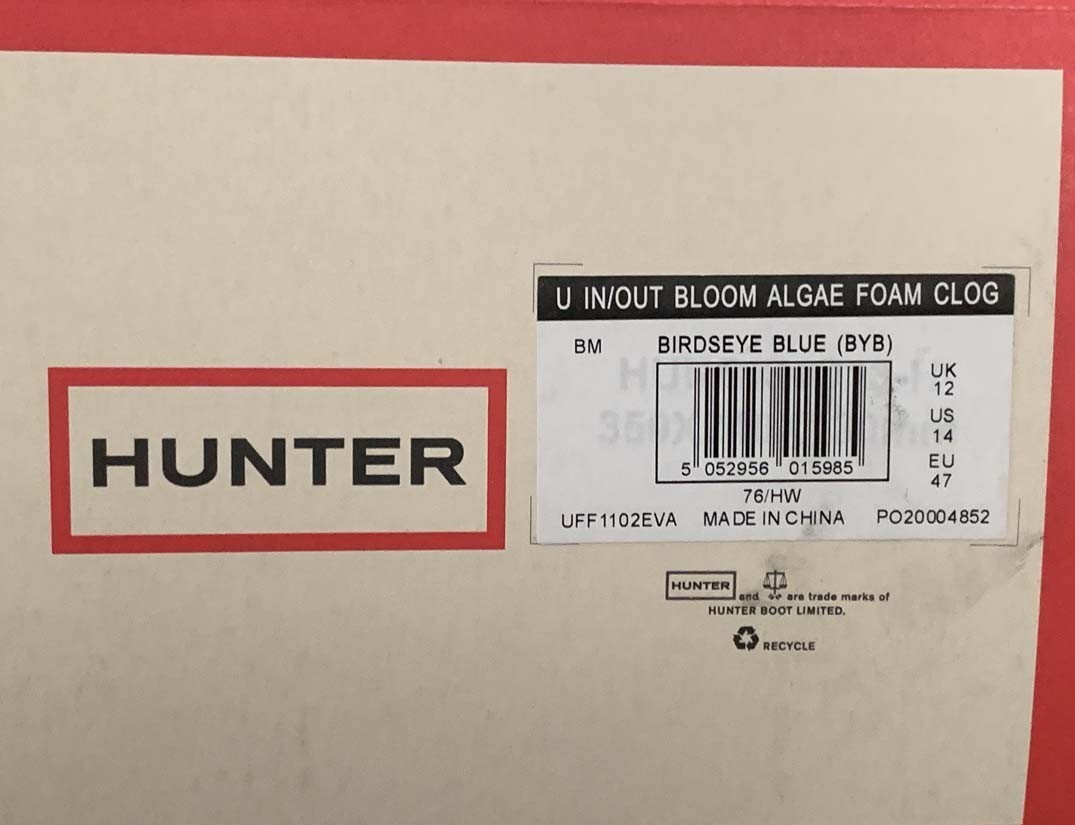 HUNTER
U IN/OUT BLOOM ALGAE FOAM CLOG
BM BIRDSEYE BLUE (BYB)
UK
12
US
14
EU
47
5 052956 015985
76/HW
UFF1102EVA MADE IN CHINA PO20004852
HUNTER and are trade marks of
HUNTER BOOT LIMITED.
RECYCLE